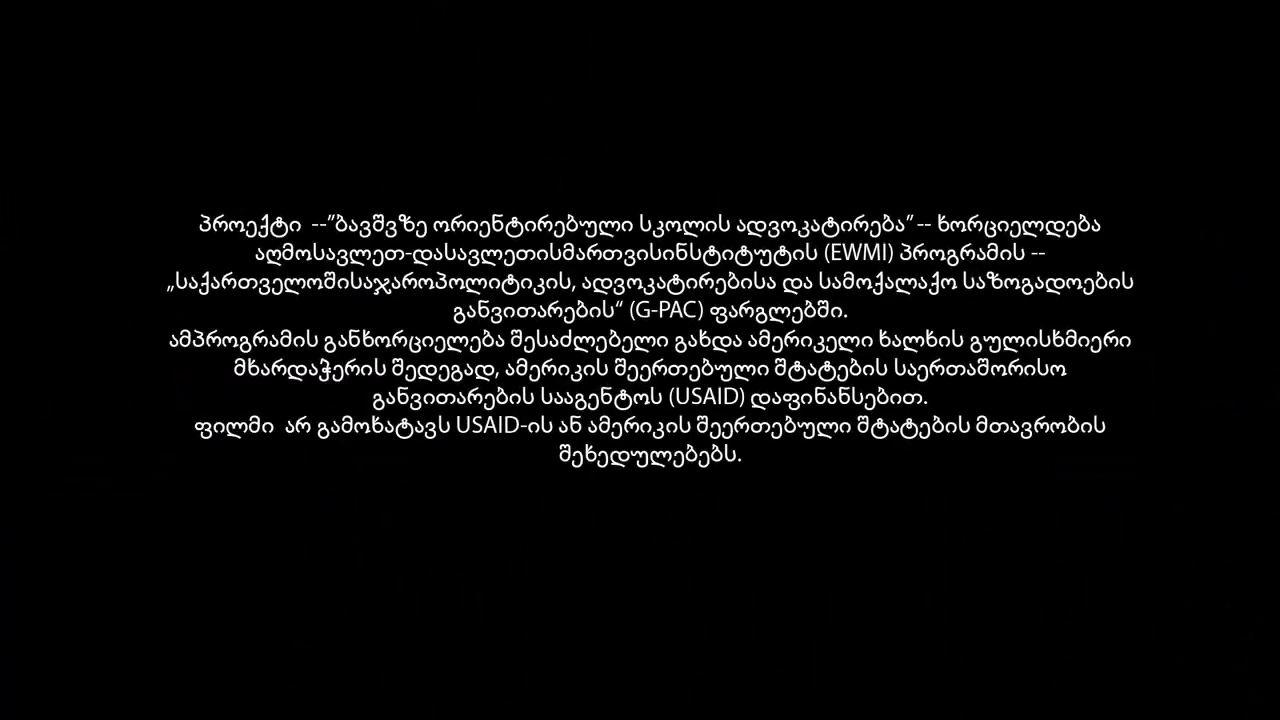 პროექტი --”ბავშვზე ორიენტირებული სკოლის ადვოკატირება” -- ხორციელდება
აღმოსავლეთ-დასავლეთისმართვისინსტიტუტის (EWMI) პროგრამის --
„საქართველოშისაჯაროპოლიტიკის, ადვოკატირებისა და სამოქალაქო საზოგადოების
განვითარების“ (G-PAC) ფარგლებში.
ამპროგრამის განხორციელება შესაძლებელი გახდა ამერიკელი ხალხის გულისხმიერი
მხარდაჭერის შედეგად, ამერიკის შეერთებული შტატების საერთაშორისო
განვითარების სააგენტოს (USAID) დაფინანსებით.
ფილმი არ გამოხატავს USAID-ის ან ამერიკის შეერთებული შტატების მთავრობის
შეხედულებებს.